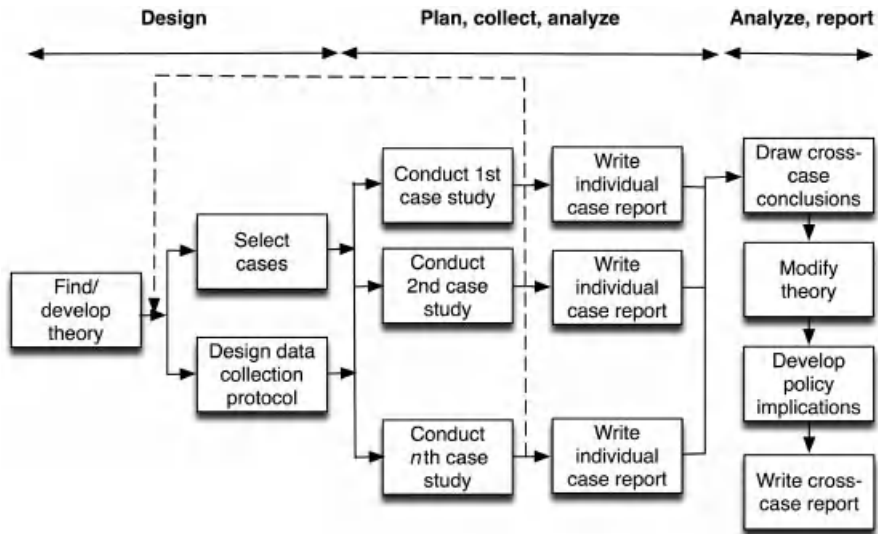 Design
Plan, collect, analyze
Analyze, report
Find/
develop
theory
Select
cases
Design data
collection
protocol
Conduct 1st
case study
Conduct
2nd case
study
Conduct
nth case
study
Write
individual
case report
Write
individual
case report
Write
individual
case report
Draw cross-
case
conclusions
Modify
theory
Develop
policy
implications
Write cross-
case report